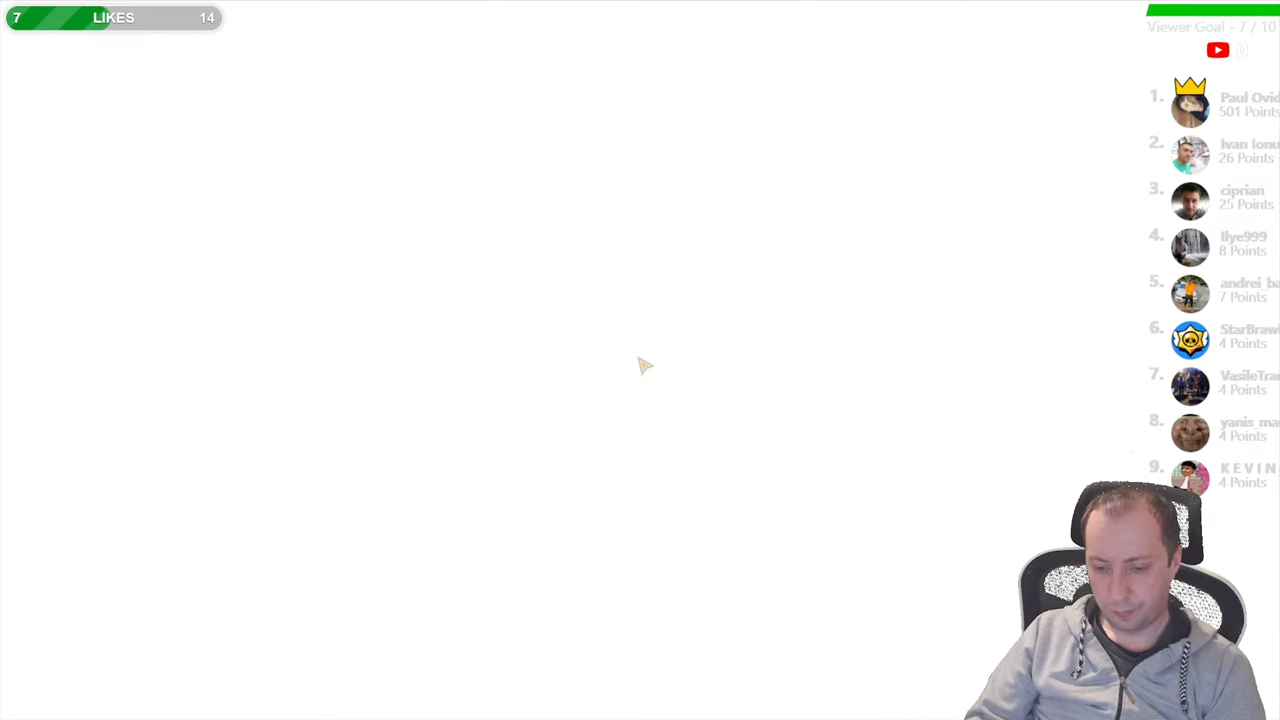 7 LIKES 14
Viewer Goal - 7 / 10
0
1. Paul Ovid
501 Points
2. Ivan Ionu
26 Points
3. ciprian
25 Points
4. Ilye999
8 Points
5. andrei_ba
7 Points
6. StarBrawl
4 Points
7. VasileTra
4 Points
8. yanis_ma
4 Points
9. K E V I N
4 Points